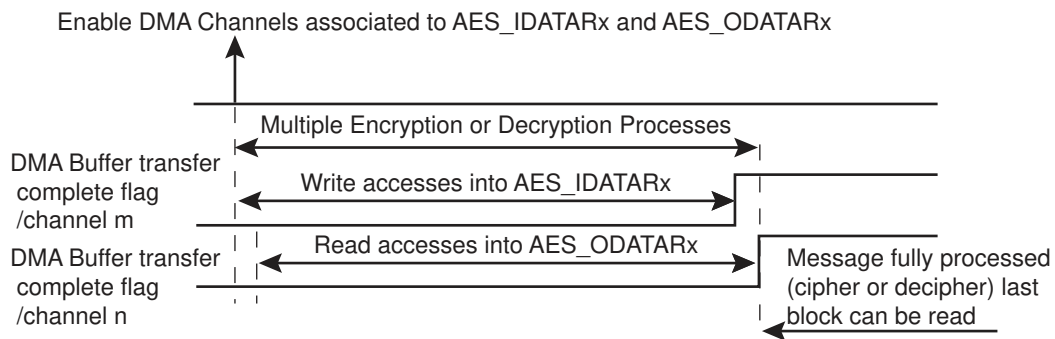 Enable DMA Channels associated to AES_IDATARx and AES_ODATARx
Multiple Encryption or Decryption Processes
DMA Buffer transfer
complete flag
/channel m
Write accesses into AES_IDATARx
DMA Buffer transfer
complete flag
/channel n
Read accesses into AES_ODATARx
Message fully processed
(cipher or decipher) last
block can be read